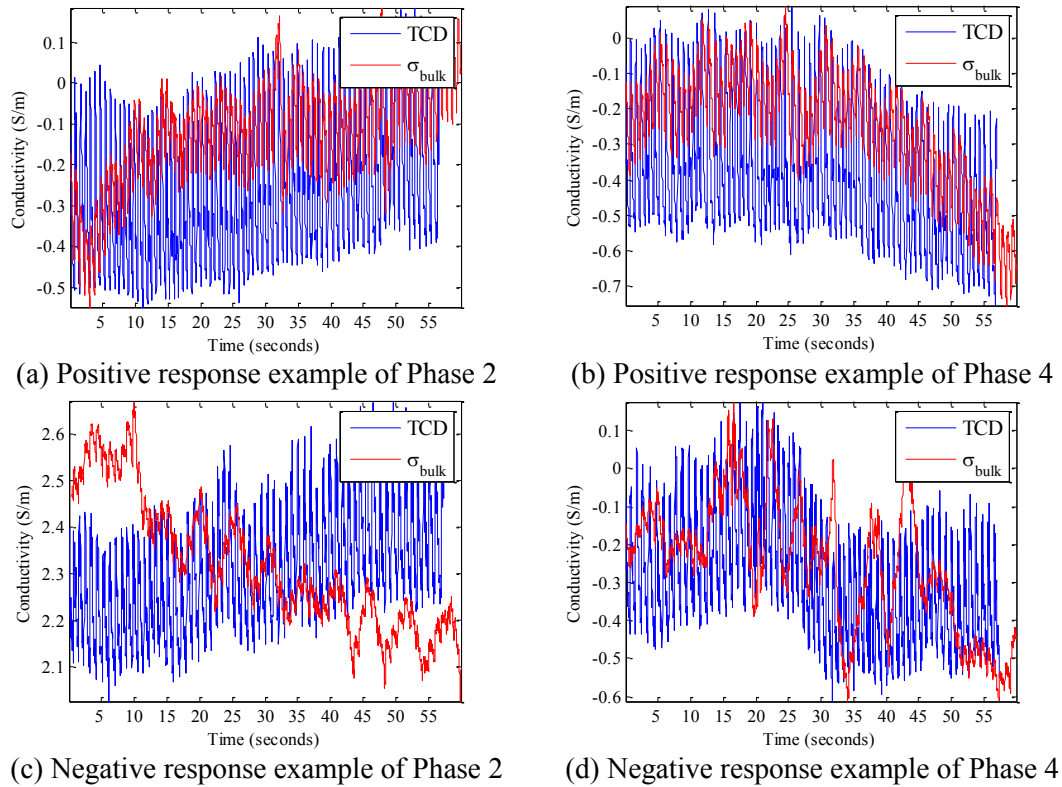 0.1
0
-0.1
-0.2
-0.3
-0.4
-0.5
Conductivity (S/m)
TCD
σbulk
5 10 15 20 25 30 35 40 45 50 55
Time (seconds)
(a) Positive response example of Phase 2
0
-0.1
-0.2
-0.3
-0.4
-0.5
-0.6
-0.7
Conductivity (S/m)
TCD
σbulk
5 10 15 20 25 30 35 40 45 50 55
Time (seconds)
(b) Positive response example of Phase 4
2.6
2.5
2.4
2.3
2.2
2.1
Conductivity (S/m)
TCD
σbulk
5 10 15 20 25 30 35 40 45 50 55
Time (seconds)
(c) Negative response example of Phase 2
0.1
0
-0.1
-0.2
-0.3
-0.4
-0.5
-0.6
Conductivity (S/m)
TCD
σbulk
5 10 15 20 25 30 35 40 45 50 55
Time (seconds)
(d) Negative response example of Phase 4